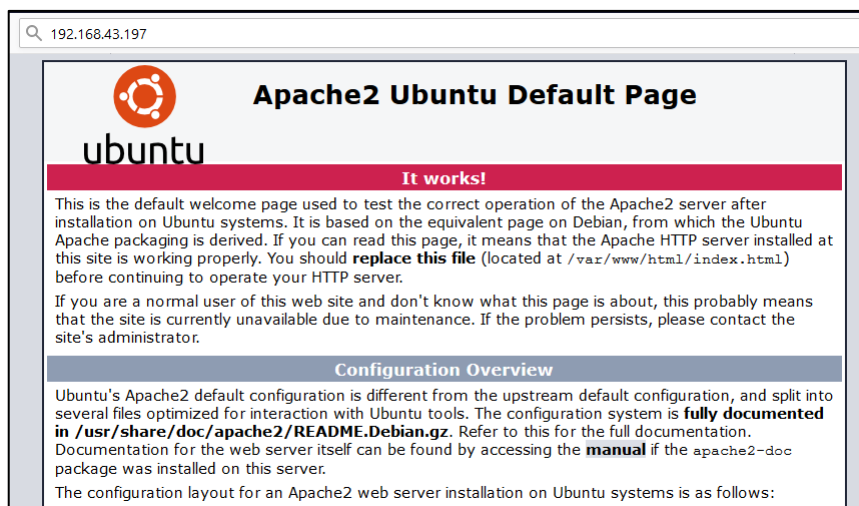 192.168.43.197
Apache2 Ubuntu Default Page
ubuntu
It works!
This is the default welcome page used to test the correct operation of the Apache2 server after
installation on Ubuntu systems. It is based on the equivalent page on Debian, from which the Ubuntu
Apache packaging is derived. If you can read this page, it means that the Apache HTTP server installed at
this site is working properly. You should replace this file (located at /var/www/html/index.html)
before continuing to operate your HTTP server.
If you are a normal user of this web site and don't know what this page is about, this probably means
that the site is currently unavailable due to maintenance. If the problem persists, please contact the
site's administrator.
Configuration Overview
Ubuntu's Apache2 default configuration is different from the upstream default configuration, and split into
several files optimized for interaction with Ubuntu tools. The configuration system is fully documented
in /usr/share/doc/apache2/README.Debian.gz. Refer to this for the full documentation.
Documentation for the web server itself can be found by accessing the manual if the apache2-doc
package was installed on this server.
The configuration layout for an Apache2 web server installation on Ubuntu systems is as follows: